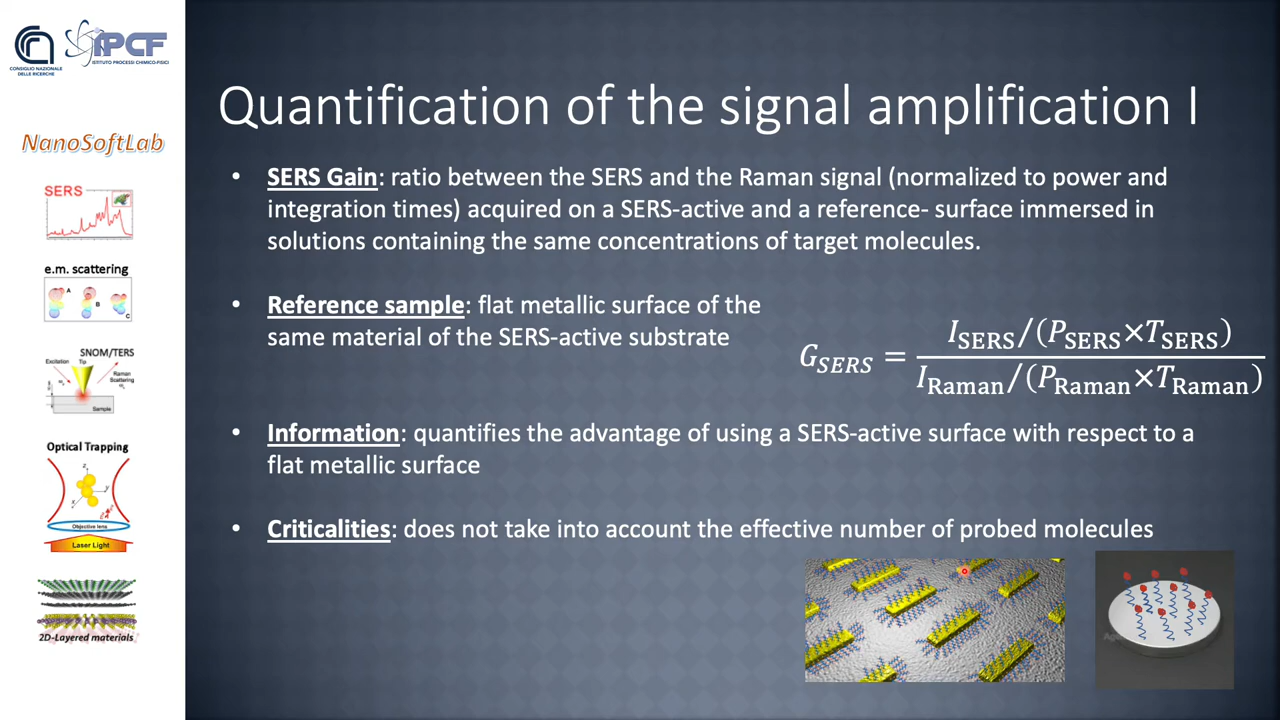 CONSIGLIO NAZIONALE
DELLE RICERCHE
IPCF
ISTITUTO PROCESSI CHIMICO-FISICI
NanoSoftLab
SERS
e.m. scattering
A
B
C
SNOM/TERS
Excitation
Tip
Raman
Scattering
Sample
Optical Trapping
z
y
x
Objective lens
Laser Light
2D-Layered materials
Quantification of the signal amplification I
• SERS Gain: ratio between the SERS and the Raman signal (normalized to power and
integration times) acquired on a SERS-active and a reference- surface immersed in
solutions containing the same concentrations of target molecules.
• Reference sample: flat metallic surface of the
same material of the SERS-active substrate
G_SERS = I_SERS/(P_SERS×T_SERS)
I_Raman/(P_Raman×T_Raman)
• Information: quantifies the advantage of using a SERS-active surface with respect to a
flat metallic surface
• Criticalities: does not take into account the effective number of probed molecules